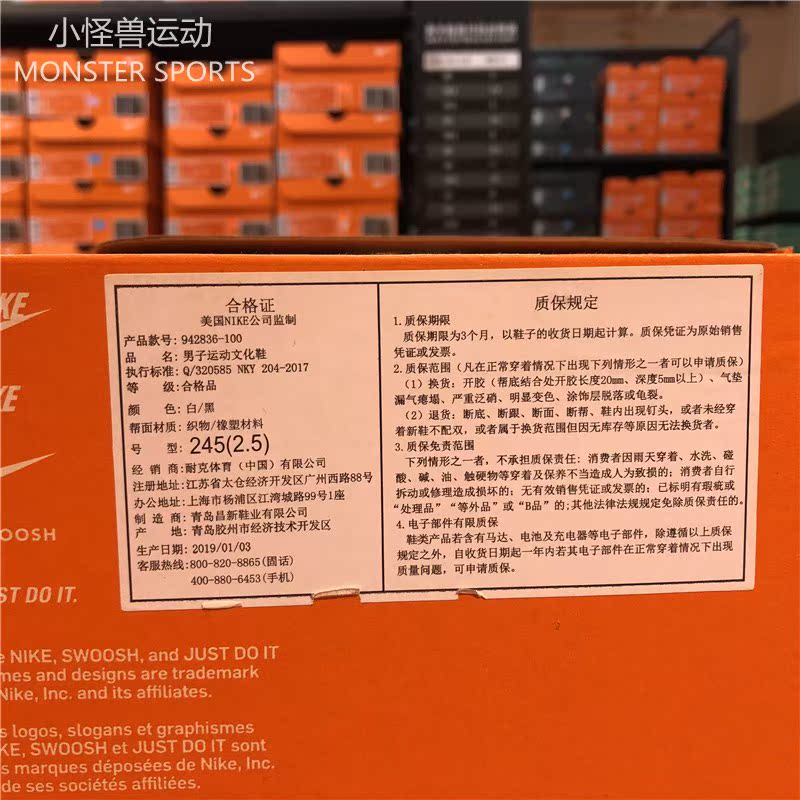 小怪兽运动
MONSTER SPORTS
合格证
美国NIKE公司监制
产品款号: 942836-100
品 名: 男子运动文化鞋
执行标准: Q/320585 NKY 204-2017
等 级: 合格品
颜 色: 白/黑
帮面材质: 织物/橡塑材料
号 型: 245(2.5)
经 销 商: 耐克体育（中国）有限公司
注册地址: 江苏省太仓经济开发区广州西路88号
办公地址: 上海市杨浦区江湾城路99号1座
制 造 商: 青岛昌新鞋业有限公司
产 地: 青岛胶州市经济技术开发区
生产日期: 2019/01/03
客服热线: 800-820-8865(固话)
400-880-6453(手机)
质保规定
1.质保期限
质保期限为3个月，以鞋子的收货日期起计算。质保凭证为原始销售
凭证或发票。
2.质保范围（凡在正常穿着情况下出现下列情形之一者可以申请质保）
（1）换货：开胶（帮底结合处开胶长度20mm、深度5mm以上）、气垫
漏气瘪塌、严重泛硝、明显变色、涂饰层脱落或龟裂。
（2）退货：断底、断跟、断面、断帮、鞋内出现钉头，或者未经穿
着新鞋不配双，或者属于换货范围但因无库存等原因无法换货者。
3.质保免责范围
下列情形之一者，不承担质保责任：消费者因雨天穿着、水洗、碰
酸、碱、油、触硬物等穿着及保养不当造成人为致损的；消费者自行
拆动或修理造成损坏的；无有效销售凭证或发票的；已标明有瑕疵或
“处理品”“等外品”或“B品”的;其他法律法规规定免除质保责任的。
4.电子部件有限质保
鞋类产品若含有马达、电池及充电器等电子部件，除遵循以上质保
规定之外，自收货日期起一年内若其电子部件在正常穿着情况下出现
质量问题，可申请质保。
KE
KE
WOOSH
ST DO IT.
e NIKE, SWOOSH, and JUST DO IT
mes and designs are trademark
Nike, Inc. and its affiliates.
s logos, slogans et graphismes
KE, SWOOSH et JUST DO IT sont
s marques déposées de Nike, Inc.
de ses sociétés affiliées.